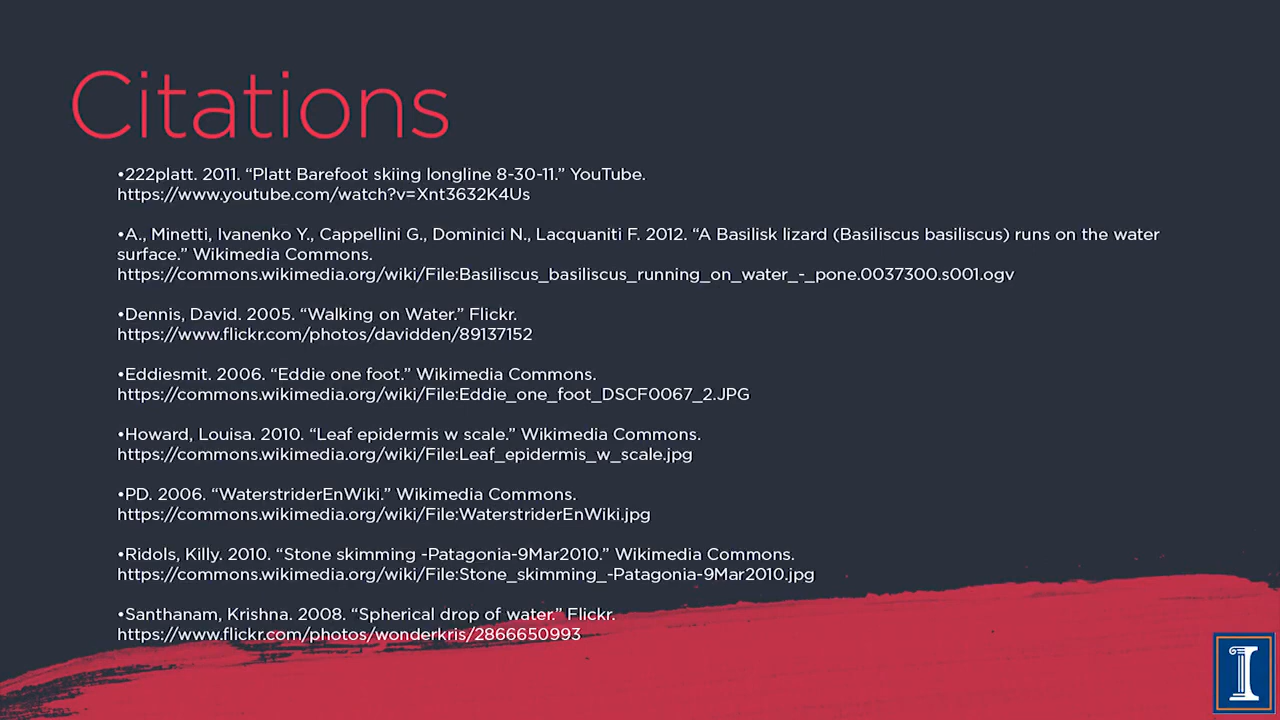 Citations
•222platt. 2011. “Platt Barefoot skiing longline 8-30-11.” YouTube.
https://www.youtube.com/watch?v=Xnt3632K4Us
•A., Minetti, Ivanenko Y., Cappellini G., Dominici N., Lacquaniti F. 2012. “A Basilisk lizard (Basiliscus basiliscus) runs on the water
surface.” Wikimedia Commons.
https://commons.wikimedia.org/wiki/File:Basiliscus_basiliscus_running_on_water_-_pone.0037300.s001.ogv
•Dennis, David. 2005. “Walking on Water.” Flickr.
https://www.flickr.com/photos/davidden/89137152
•Eddiesmit. 2006. “Eddie one foot.” Wikimedia Commons.
https://commons.wikimedia.org/wiki/File:Eddie_one_foot_DSCF0067_2.JPG
•Howard, Louisa. 2010. “Leaf epidermis w scale.” Wikimedia Commons.
https://commons.wikimedia.org/wiki/File:Leaf_epidermis_w_scale.jpg
•PD. 2006. “WaterstriderEnWiki.” Wikimedia Commons.
https://commons.wikimedia.org/wiki/File:WaterstriderEnWiki.jpg
•Ridols, Killy. 2010. “Stone skimming -Patagonia-9Mar2010.” Wikimedia Commons.
https://commons.wikimedia.org/wiki/File:Stone_skimming_-Patagonia-9Mar2010.jpg
•Santhanam, Krishna. 2008. “Spherical drop of water.” Flickr.
https://www.flickr.com/photos/wonderkris/2866650993
I